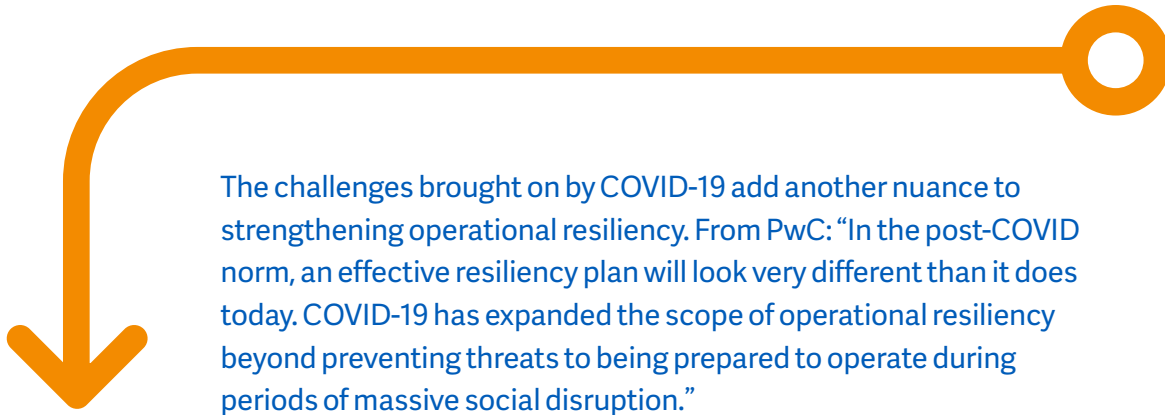 The challenges brought on by COVID-19 add another nuance to
strengthening operational resiliency. From PwC: “In the post-COVID
norm, an effective resiliency plan will look very different than it does
today. COVID-19 has expanded the scope of operational resiliency
beyond preventing threats to being prepared to operate during
periods of massive social disruption.”